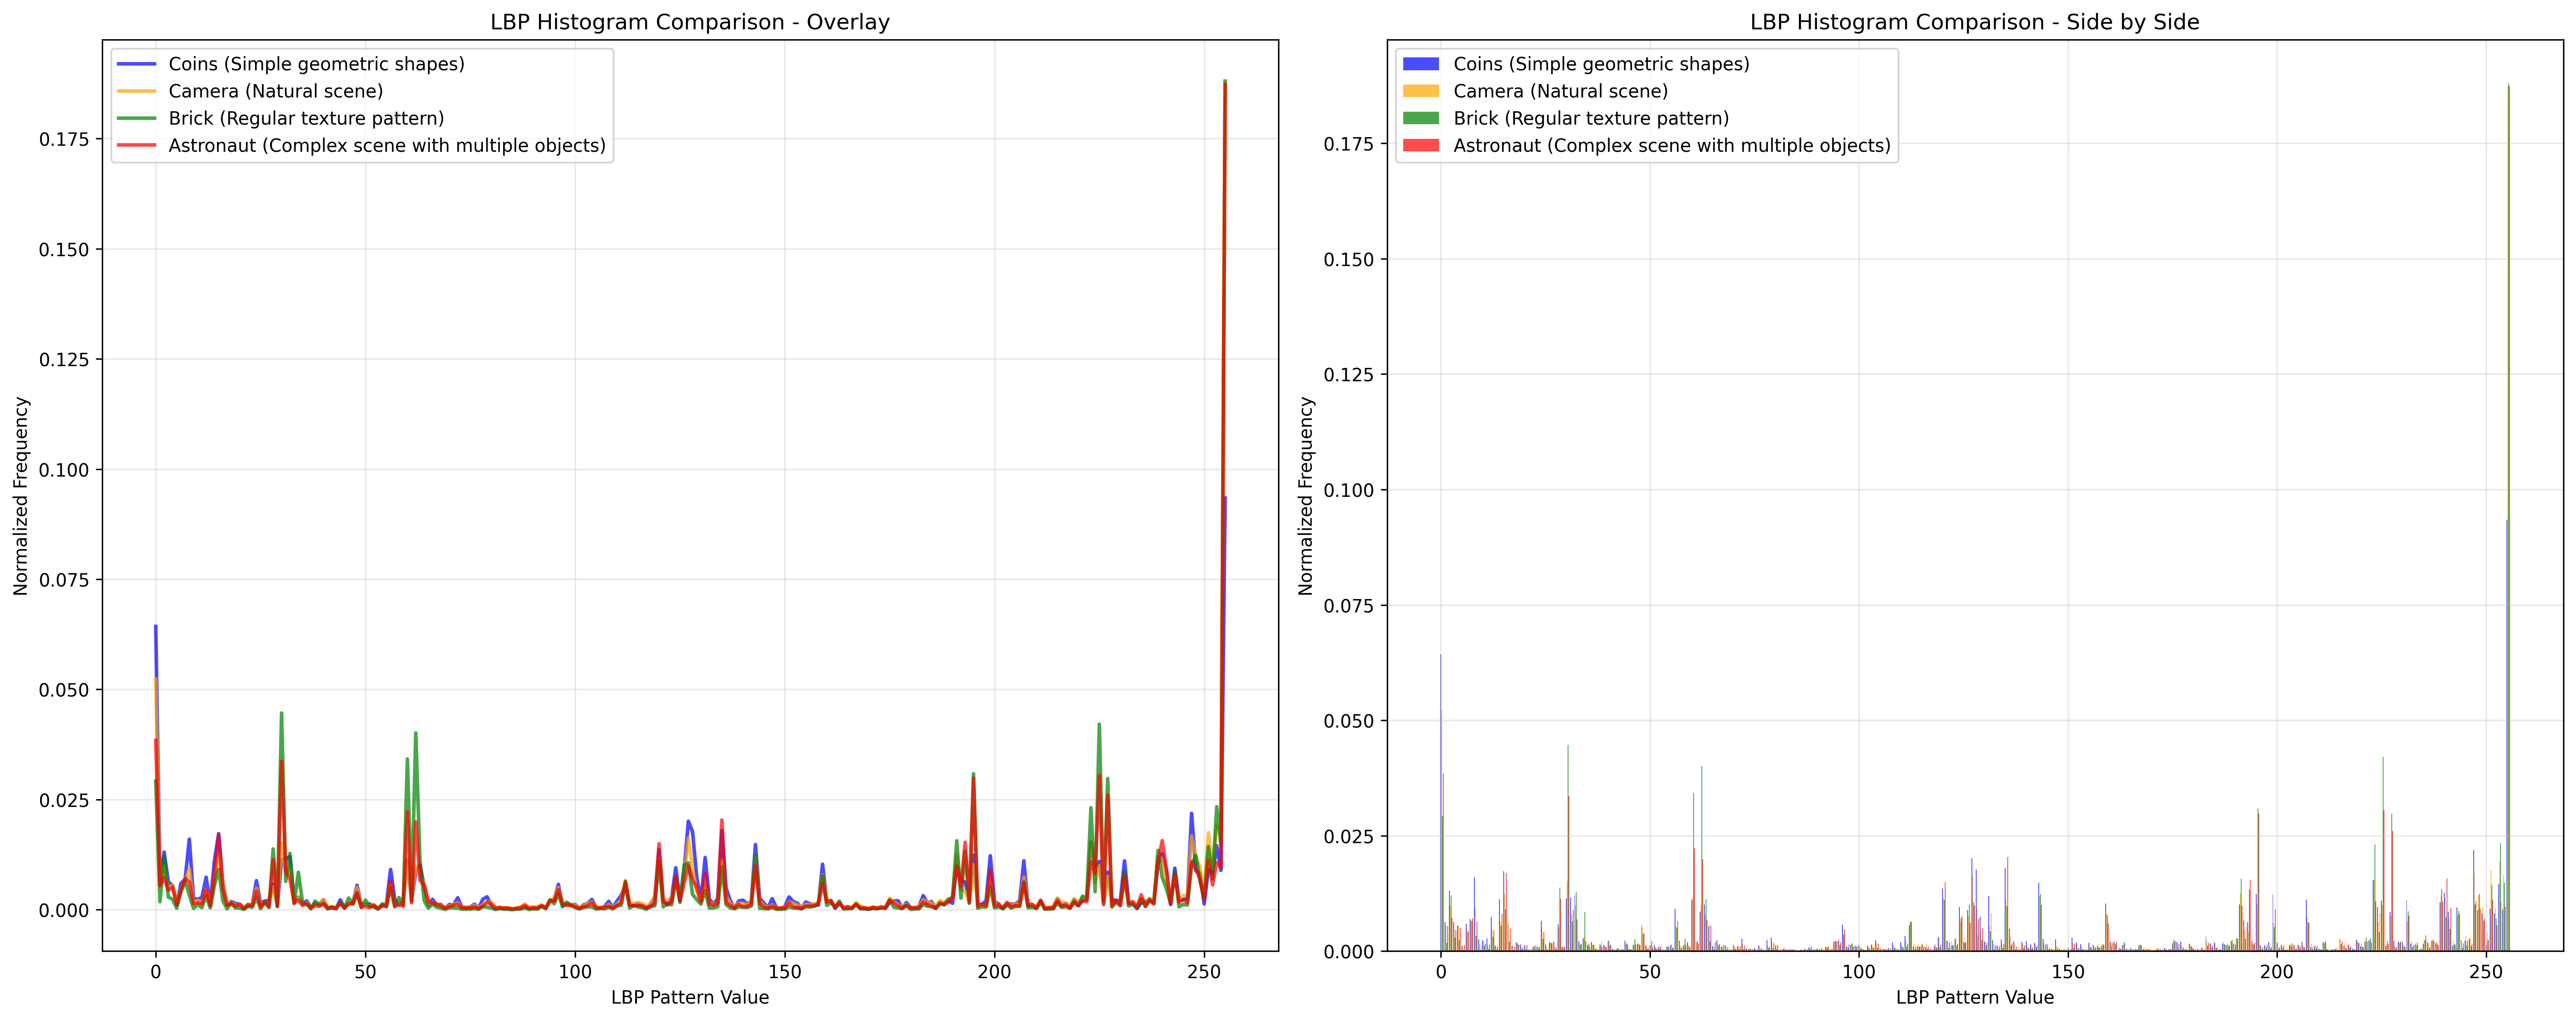 LBP Histogram Comparison - Overlay
Coins (Simple geometric shapes)
Camera (Natural scene)
Brick (Regular texture pattern)
Astronaut (Complex scene with multiple objects)
Normalized Frequency
0.175
0.150
0.125
0.100
0.075
0.050
0.025
0.000
0 50 100 150 200 250
LBP Pattern Value
LBP Histogram Comparison - Side by Side
Coins (Simple geometric shapes)
Camera (Natural scene)
Brick (Regular texture pattern)
Astronaut (Complex scene with multiple objects)
Normalized Frequency
0.175
0.150
0.125
0.100
0.075
0.050
0.025
0.000
0 50 100 150 200 250
LBP Pattern Value